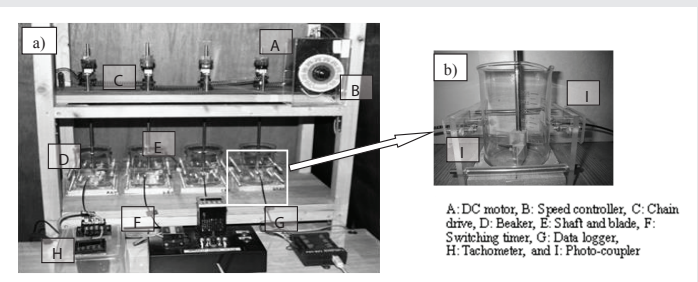 a)
A
C
B
b)
I
I
D
E
F
G
H
A: DC motor, B: Speed controller, C: Chain
drive, D: Beaker, E: Shaft and blade, F:
Switching timer, G: Data logger,
H: Tachometer, and I: Photo-coupler